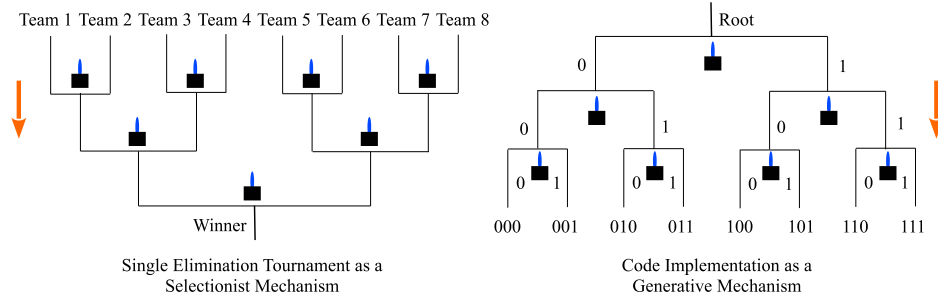 Team 1 Team 2 Team 3 Team 4 Team 5 Team 6 Team 7 Team 8
Winner
Single Elimination Tournament as a
Selectionist Mechanism
Root
0 1
0 1 0 1
0 1 0 1 0 1 0 1
000 001 010 011 100 101 110 111
Code Implementation as a
Generative Mechanism